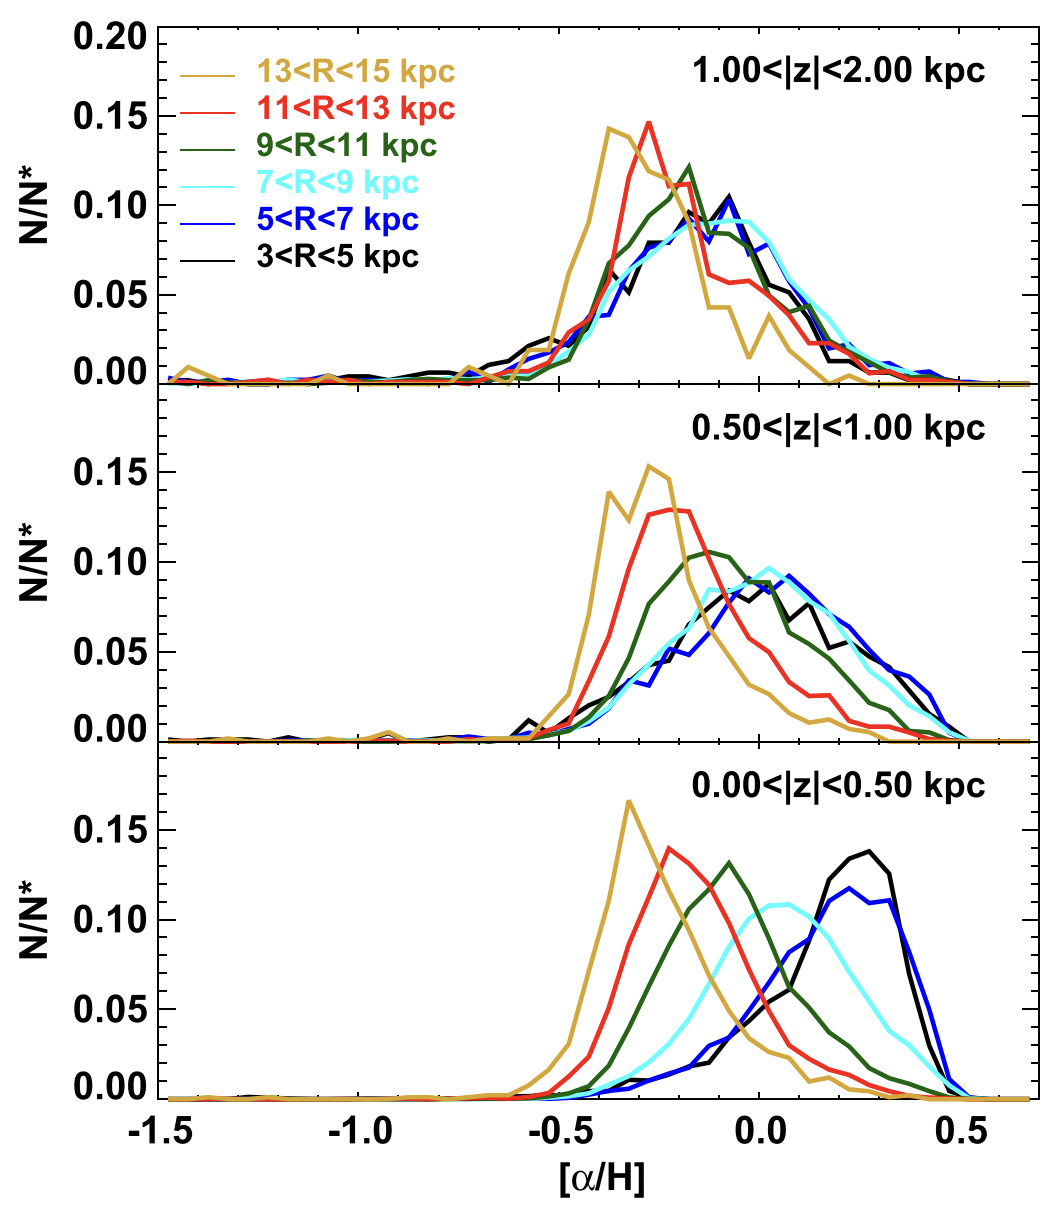 0.20
1.00<|z|<2.00 kpc
13<R<15 kpc
11<R<13 kpc
9<R<11 kpc
7<R<9 kpc
5<R<7 kpc
3<R<5 kpc
0.15
0.10
0.05
0.00
N/N*
0.50<|z|<1.00 kpc
0.15
0.10
0.05
0.00
N/N*
0.00<|z|<0.50 kpc
0.15
0.10
0.05
0.00
N/N*
-1.5 -1.0 -0.5 0.0 0.5
[α/H]